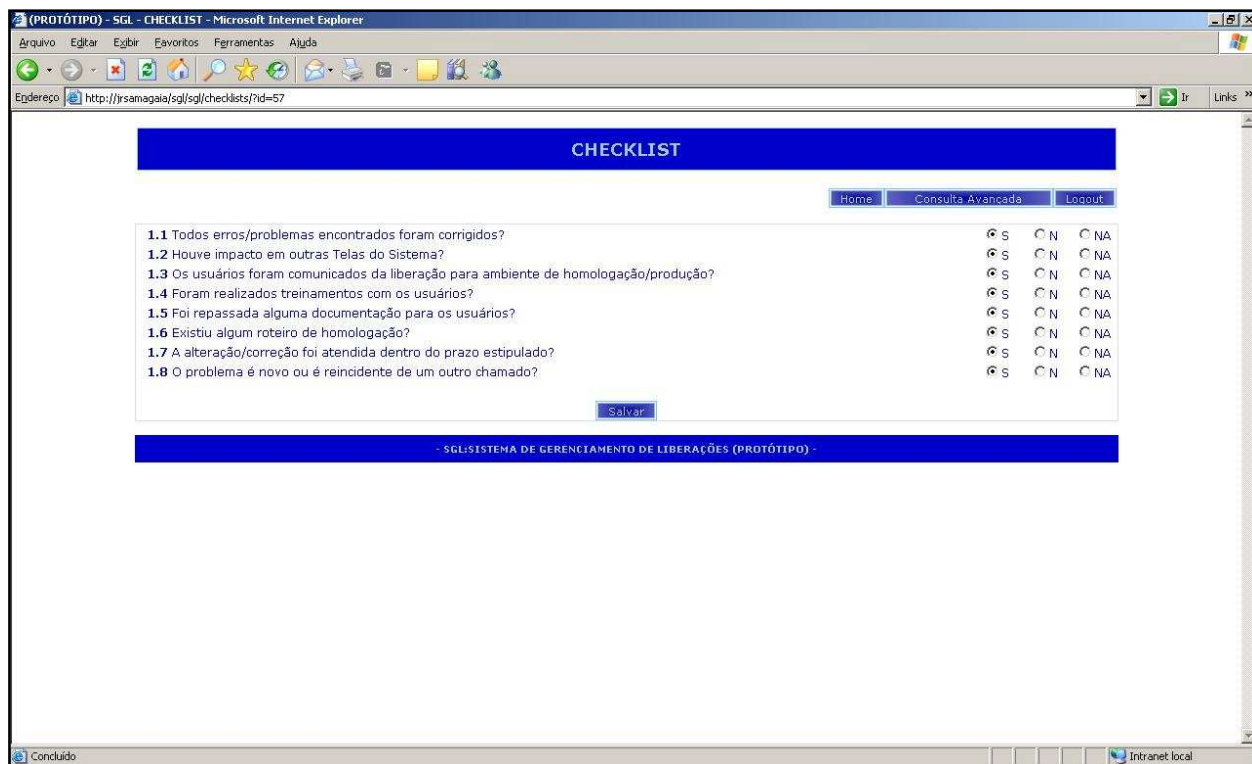 (PROTÓTIPO) - SGL - CHECKLIST - Microsoft Internet Explorer
Arquivo Editar Exibir Favoritos Ferramentas Ajuda
Endereço http://jrsamagaia/sgl/sgl/checklists/?id=57 Ir Links »
CHECKLIST
Home Consulta Avançada Logout
1.1 Todos erros/problemas encontrados foram corrigidos? S N NA
1.2 Houve impacto em outras Telas do Sistema? S N NA
1.3 Os usuários foram comunicados da liberação para ambiente de homologação/produção? S N NA
1.4 Foram realizados treinamentos com os usuários? S N NA
1.5 Foi repassada alguma documentação para os usuários? S N NA
1.6 Existiu algum roteiro de homologação? S N NA
1.7 A alteração/correção foi atendida dentro do prazo estipulado? S N NA
1.8 O problema é novo ou é reincidente de um outro chamado? S N NA
Salvar
- SGL:SISTEMA DE GERENCIAMENTO DE LIBERAÇÕES (PROTÓTIPO) -
Concluído Intranet local